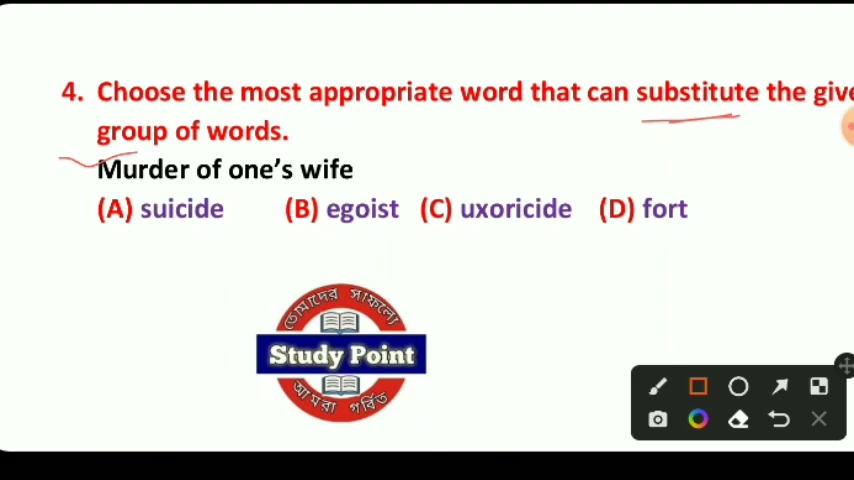 4. Choose the most appropriate word that can substitute the give
group of words.
Murder of one's wife
(A) suicide (B) egoist (C) uxoricide (D) fort
তোমাদের সাফল্যে
Study Point
আমরা গর্বিত